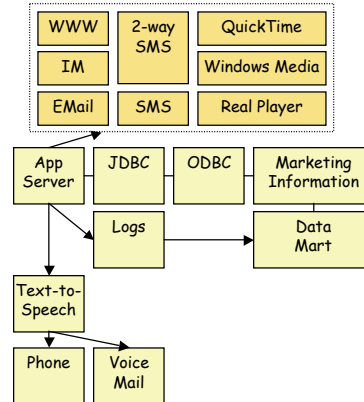 WWW
2-way
SMS
QuickTime
IM
Windows Media
EMail
SMS
Real Player
App
Server
JDBC
ODBC
Marketing
Information
Logs
Data
Mart
Text-to-
Speech
Phone
Voice
Mail